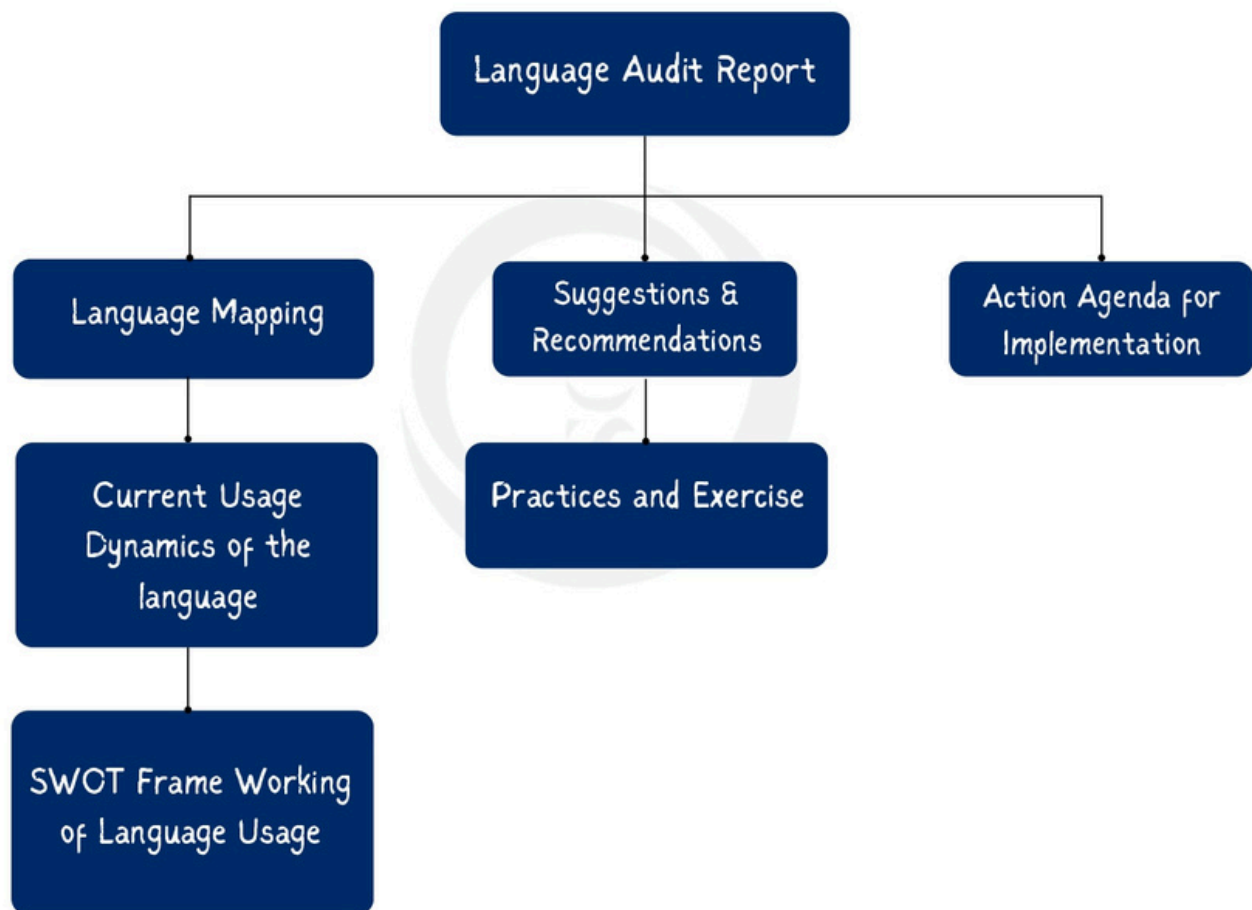 Language Audit Report
Language Mapping
Suggestions &
Recommendations
Action Agenda for
Implementation
Current Usage
Dynamics of the
language
Practices and Exercise
SWOT Frame Working
of Language Usage